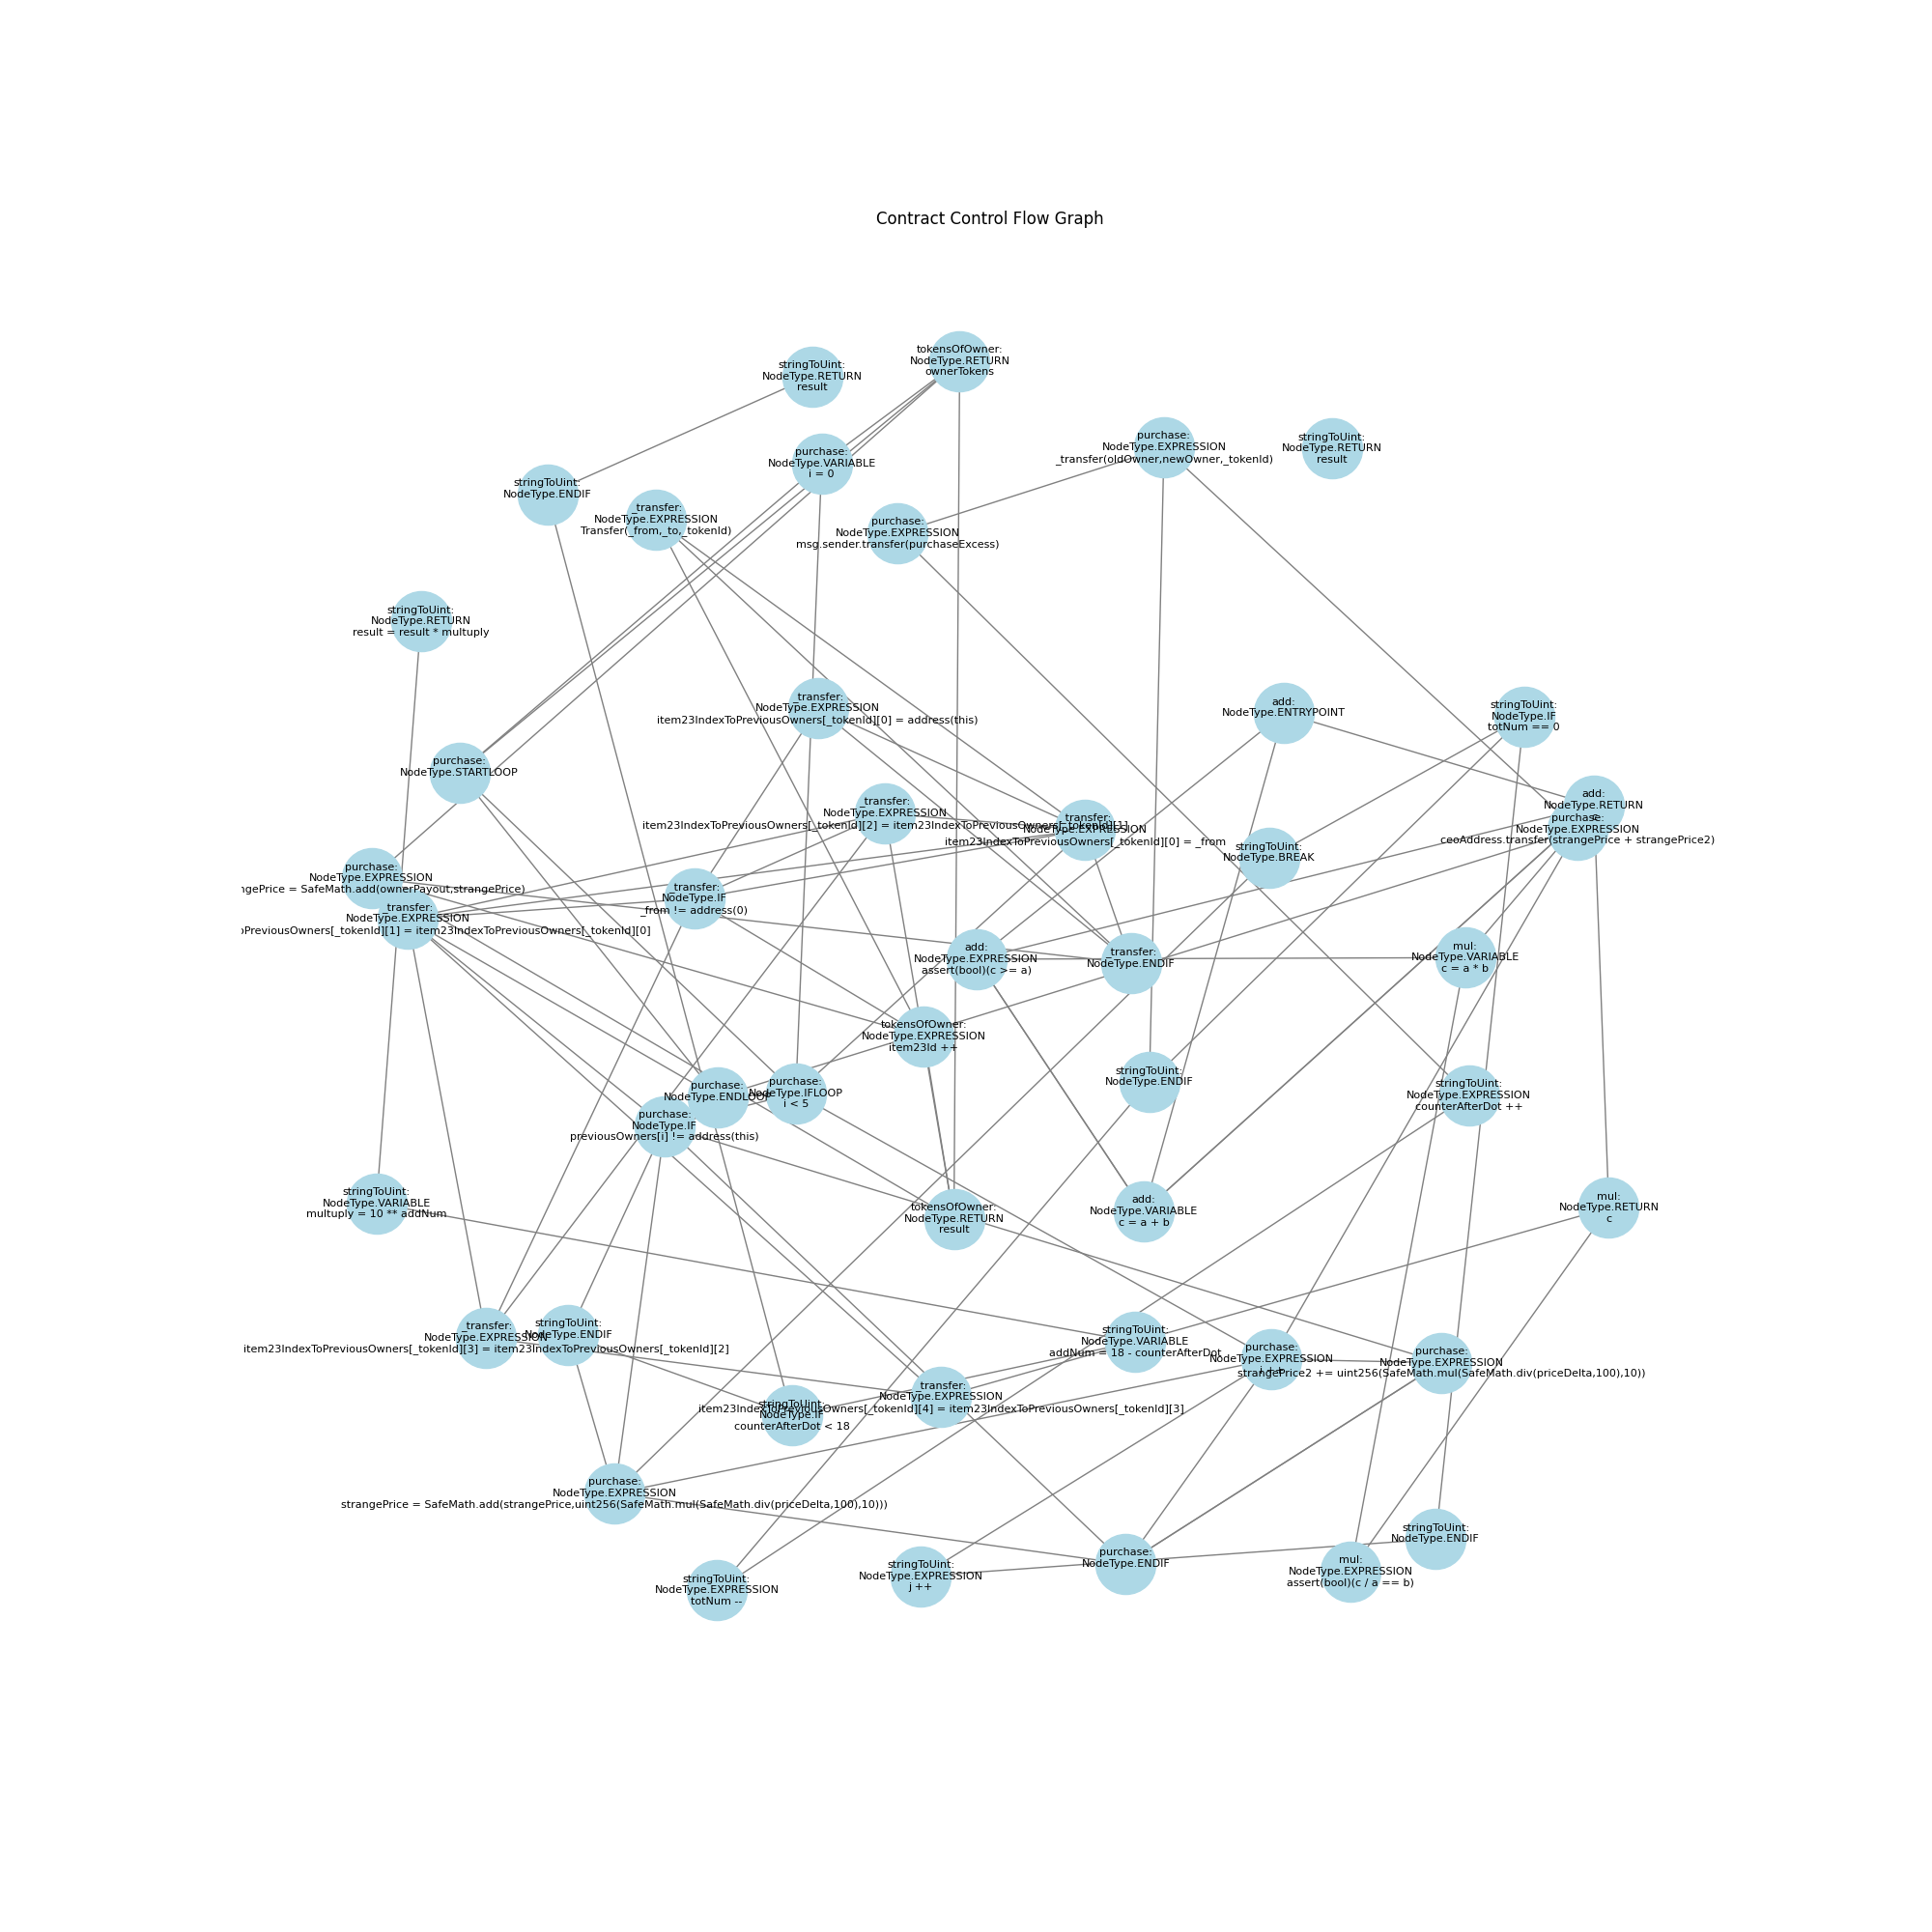 Contract Control Flow Graph
tokensOfOwner:
NodeType.RETURN
ownerTokens
stringToUint:
NodeType.RETURN
result
purchase:
NodeType.EXPRESSION
_transfer(oldOwner,newOwner,_tokenId)
stringToUint:
NodeType.RETURN
result
purchase:
NodeType.VARIABLE
i = 0
stringToUint:
NodeType.ENDIF
_transfer:
NodeType.EXPRESSION
Transfer(_from,_to,_tokenId)
purchase:
NodeType.EXPRESSION
msg.sender.transfer(purchaseExcess)
stringToUint:
NodeType.RETURN
result = result * multuply
_transfer:
NodeType.EXPRESSION
item23IndexToPreviousOwners[_tokenId][0] = address(this)
add:
NodeType.ENTRYPOINT
stringToUint:
NodeType.IF
totNum == 0
purchase:
NodeType.STARTLOOP
add:
NodeType.RETURN
c
purchase:
NodeType.EXPRESSION
ceoAddress.transfer(strangePrice + strangePrice2)
_transfer:
NodeType.EXPRESSION
item23IndexToPreviousOwners[_tokenId][2] = item23IndexToPreviousOwners[_tokenId][1]
_transfer:
NodeType.EXPRESSION
item23IndexToPreviousOwners[_tokenId][0] = _from
stringToUint:
NodeType.BREAK
purchase:
NodeType.EXPRESSION
ngePrice = SafeMath.add(ownerPayout,strangePrice)
_transfer:
NodeType.IF
_from != address(0)
_transfer:
NodeType.EXPRESSION
oPreviousOwners[_tokenId][1] = item23IndexToPreviousOwners[_tokenId][0]
add:
NodeType.EXPRESSION
assert(bool)(c >= a)
_transfer:
NodeType.ENDIF
mul:
NodeType.VARIABLE
c = a * b
tokensOfOwner:
NodeType.EXPRESSION
item23Id ++
stringToUint:
NodeType.ENDIF
purchase:
NodeType.ENDLOOP
purchase:
NodeType.IFLOOP
i < 5
stringToUint:
NodeType.EXPRESSION
counterAfterDot ++
purchase:
NodeType.IF
previousOwners[i] != address(this)
stringToUint:
NodeType.VARIABLE
multuply = 10 ** addNum
tokensOfOwner:
NodeType.RETURN
result
add:
NodeType.VARIABLE
c = a + b
mul:
NodeType.RETURN
c
_transfer:
NodeType.EXPRESSION
item23IndexToPreviousOwners[_tokenId][3] = item23IndexToPreviousOwners[_tokenId][2]
stringToUint:
NodeType.ENDIF
stringToUint:
NodeType.VARIABLE
addNum = 18 - counterAfterDot
purchase:
NodeType.EXPRESSION
i ++
purchase:
NodeType.EXPRESSION
strangePrice2 += uint256(SafeMath.mul(SafeMath.div(priceDelta,100),10))
_transfer:
NodeType.EXPRESSION
item23IndexToPreviousOwners[_tokenId][4] = item23IndexToPreviousOwners[_tokenId][3]
stringToUint:
NodeType.IF
counterAfterDot < 18
purchase:
NodeType.EXPRESSION
strangePrice = SafeMath.add(strangePrice,uint256(SafeMath.mul(SafeMath.div(priceDelta,100),10)))
stringToUint:
NodeType.ENDIF
purchase:
NodeType.ENDIF
mul:
NodeType.EXPRESSION
assert(bool)(c / a == b)
stringToUint:
NodeType.EXPRESSION
j ++
stringToUint:
NodeType.EXPRESSION
totNum --